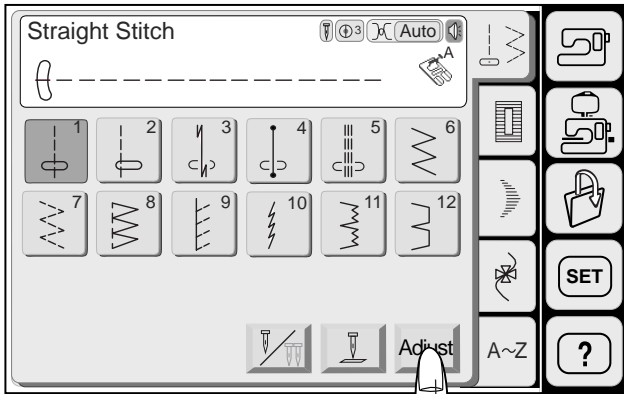 Straight Stitch
3 Auto
A
1 2 3 4 5 6
7 8 9 10 11 12
SET
Adjust
A~Z
?